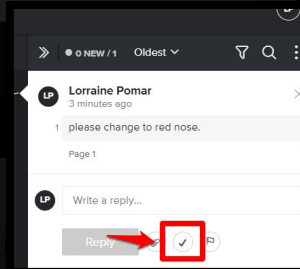 LP
0 NEW / 1 Oldest
LP Lorraine Pomar
3 minutes ago
1 please change to red nose.
Page 1
LP Write a reply...
Reply